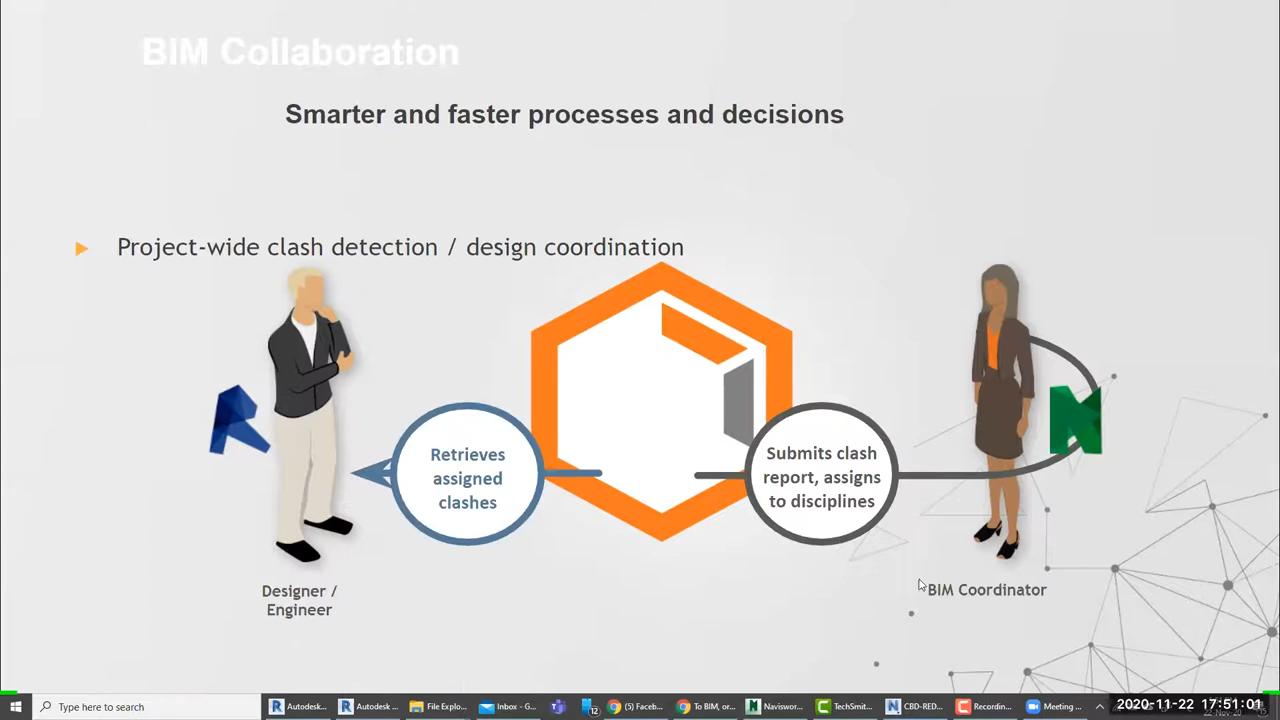 BIM Collaboration
Smarter and faster processes and decisions
Project-wide clash detection / design coordination
Retrieves
assigned
clashes
Submits clash
report, assigns
to disciplines
Designer /
Engineer
BIM Coordinator
Type here to search
Autodesk...
Autodesk ...
File Explo...
Inbox - G...
12
(5) Faceb...
To BIM, or...
Naviswor...
TechSmit...
CBD-RED...
Recordin...
Meeting ...
2020-11-22 17:51:01